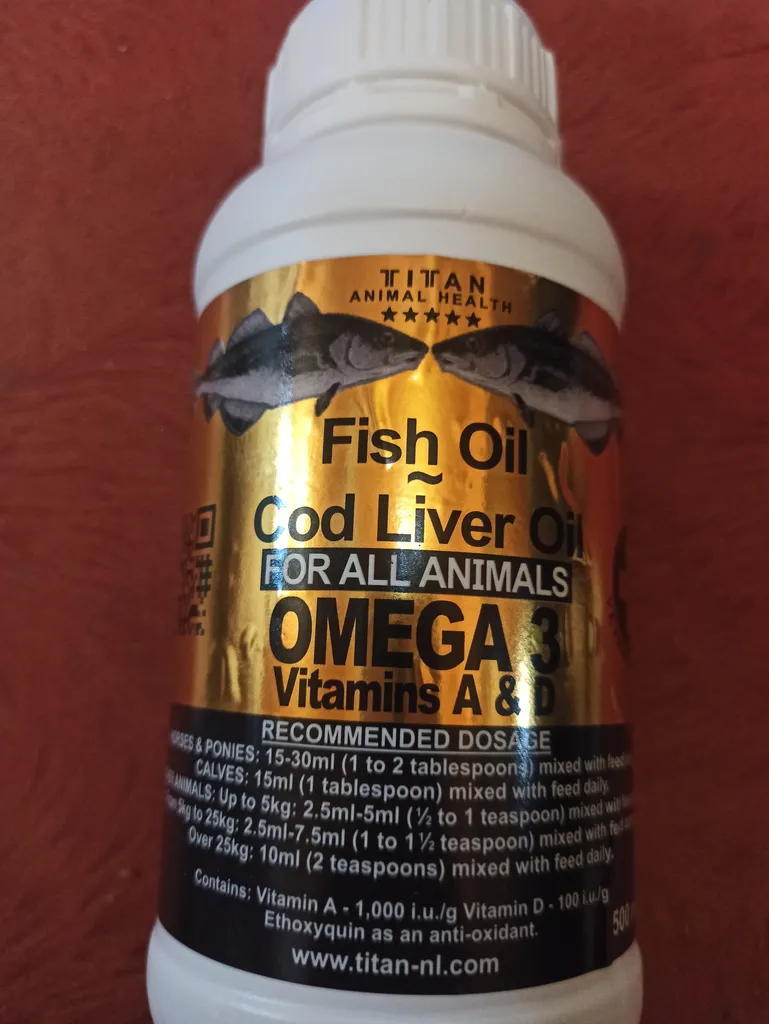 TITAN
ANIMAL HEALTH
Fish Oil
~
Cod Liver Oil
FOR ALL ANIMALS
OMEGA 3
Vitamins A & D
RECOMMENDED DOSAGE
& PONIES: 15-30ml (1 to 2 tablespoons) mixed with feed
CALVES: 15ml (1 tablespoon) mixed with feed daily.
ANIMALS: Up to 5kg: 2.5ml-5ml (½ to 1 teaspoon) mixed with
5kg to 25kg: 2.5ml-7.5ml (1 to 1½ teaspoon) mixed with
Over 25kg: 10ml (2 teaspoons) mixed with feed daily.
Contains: Vitamin A - 1,000 i.u./g Vitamin D - 100 i.u./g
Ethoxyquin as an anti-oxidant.
500
www.titan-nl.com